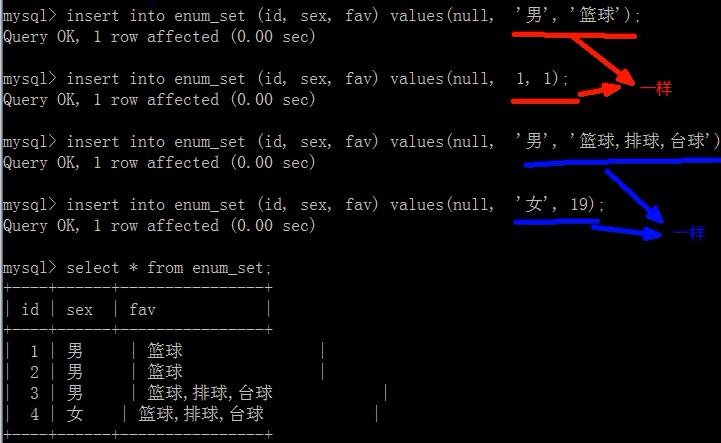 mysql> insert into enum_set (id, sex, fav) values(null, '男', '篮球');
Query OK, 1 row affected (0.00 sec)
mysql> insert into enum_set (id, sex, fav) values(null, 1, 1);
Query OK, 1 row affected (0.00 sec)
一样
mysql> insert into enum_set (id, sex, fav) values(null, '男', '篮球,排球,台球')
Query OK, 1 row affected (0.00 sec)
mysql> insert into enum_set (id, sex, fav) values(null, '女', 19);
Query OK, 1 row affected (0.00 sec)
一样
mysql> select * from enum_set;
+----+------+----------------+
| id | sex | fav |
+----+------+----------------+
| 1 | 男 | 篮球 |
| 2 | 男 | 篮球 |
| 3 | 男 | 篮球,排球,台球 |
| 4 | 女 | 篮球,排球,台球 |
+----+------+----------------+